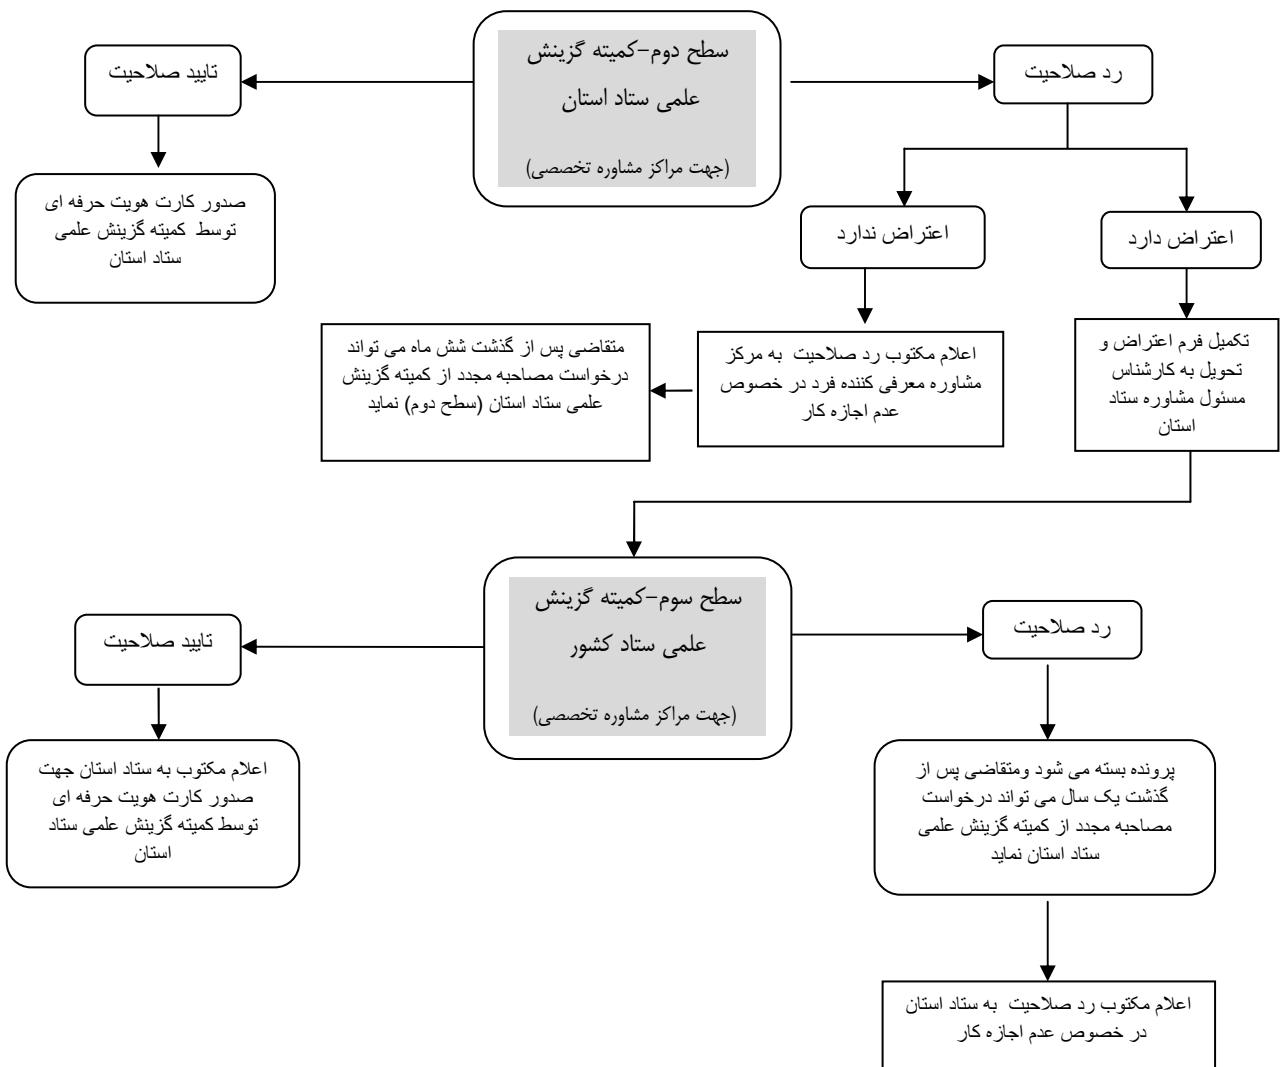 سطح دوم-کمیته گزینش
علمی ستاد استان
(جهت مراکز مشاوره تخصصی)
رد صلاحیت
تایید صلاحیت
صدور کارت هویت حرفه ای
توسط کمیته گزینش علمی
ستاد استان
اعتراض دارد
اعتراض ندارد
تکمیل فرم اعتراض و
تحویل به کارشناس
مسئول مشاوره ستاد
استان
اعلام مکتوب رد صلاحیت به مرکز
مشاوره معرفی کننده فرد در خصوص
عدم اجازه کار
متقاضی پس از گذشت شش ماه می تواند
درخواست مصاحبه مجدد از کمیته گزینش
علمی ستاد استان (سطح دوم) نماید
سطح سوم-کمیته گزینش
علمی ستاد کشور
(جهت مراکز مشاوره تخصصی)
رد صلاحیت
تایید صلاحیت
پرونده بسته می شود ومتقاضی پس از
گذشت یک سال می تواند درخواست
مصاحبه مجدد از کمیته گزینش علمی
ستاد استان نماید
اعلام مکتوب به ستاد استان جهت
صدور کارت هویت حرفه ای
توسط کمیته گزینش علمی ستاد
استان
اعلام مکتوب رد صلاحیت به ستاد استان
در خصوص عدم اجازه کار